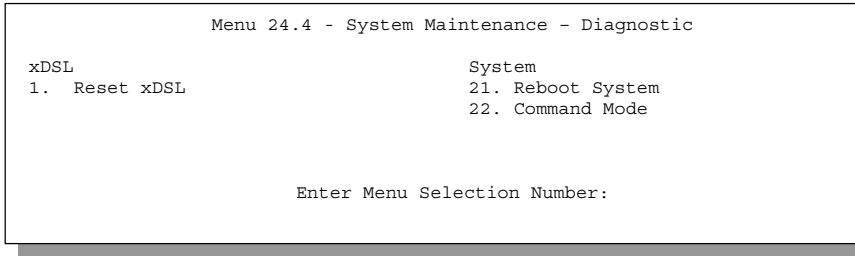 Menu 24.4 - System Maintenance – Diagnostic
xDSL System
1. Reset xDSL 21. Reboot System
22. Command Mode
Enter Menu Selection Number: